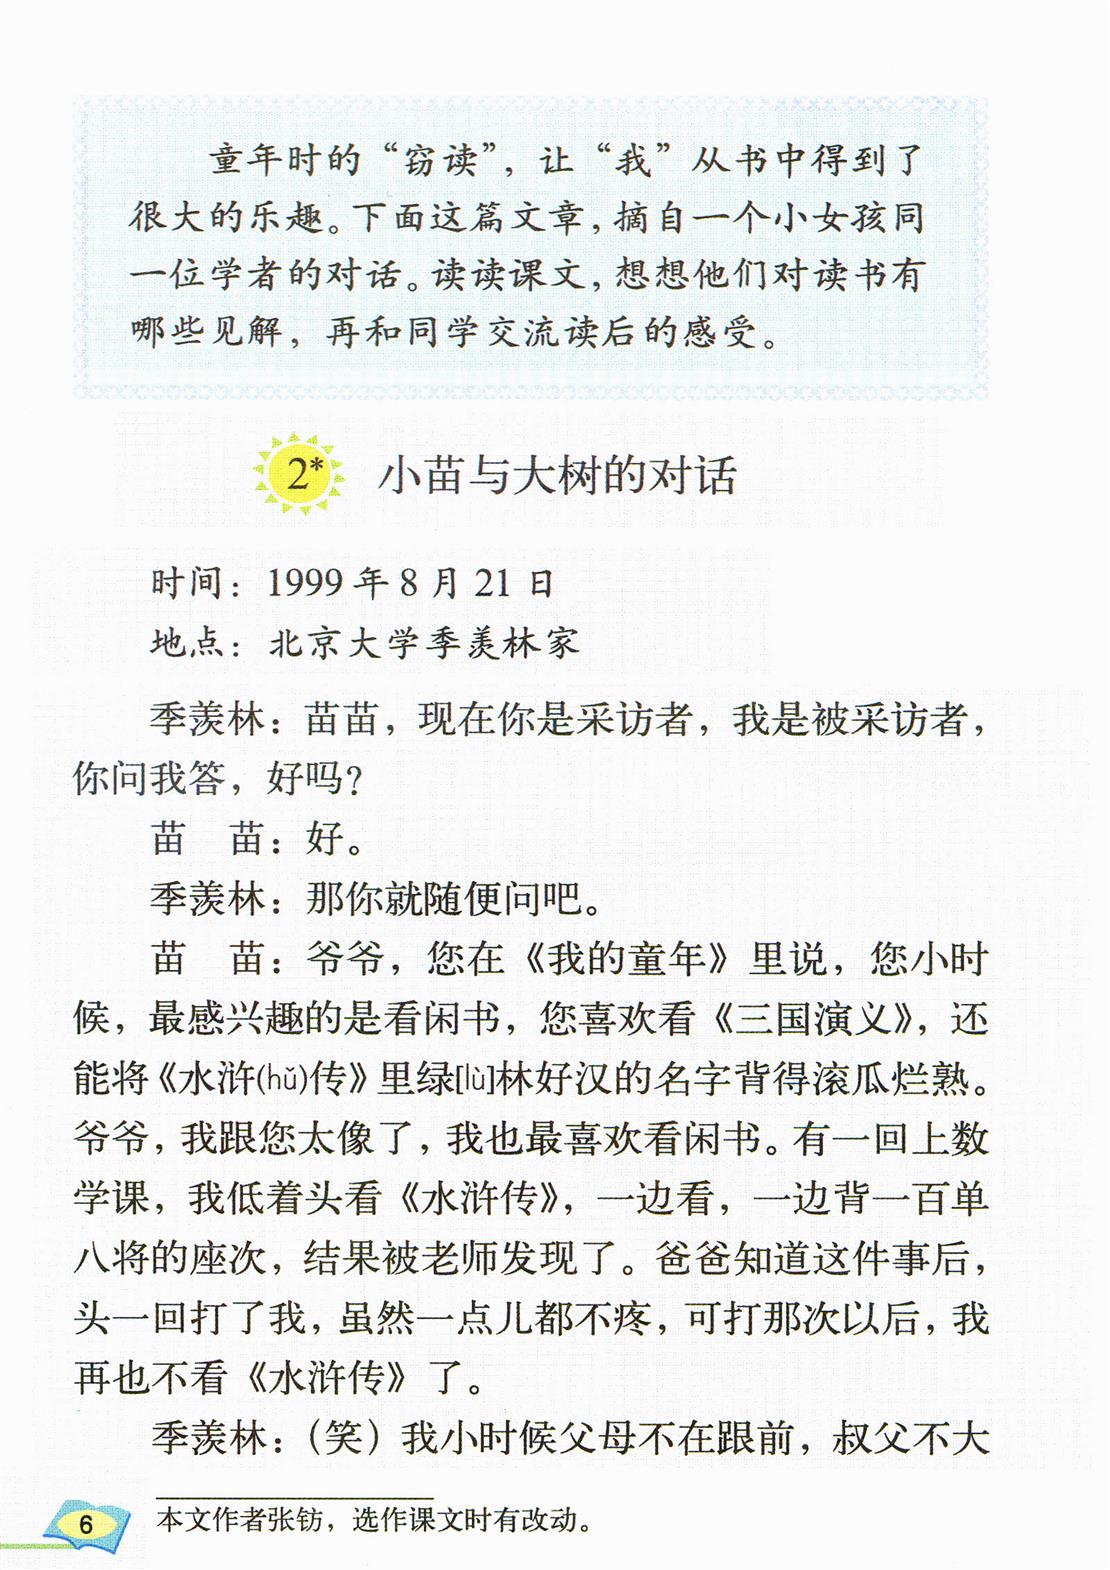 童年时的“窃读”，让“我”从书中得到了
很大的乐趣。下面这篇文章，摘自一个小女孩同
一位学者的对话。读读课文，想想他们对读书有
哪些见解，再和同学交流读后的感受。
2* 小苗与大树的对话
时间：1999年8月21日
地点：北京大学季羡林家
季羡林：苗苗，现在你是采访者，我是被采访者，
你问我答，好吗？
苗　苗：好。
季羡林：那你就随便问吧。
苗　苗：爷爷，您在《我的童年》里说，您小时
候，最感兴趣的是看闲书，您喜欢看《三国演义》，还
能将《水浒(hǔ)传》里绿[lù]林好汉的名字背得滚瓜烂熟。
爷爷，我跟您太像了，我也最喜欢看闲书。有一回上数
学课，我低着头看《水浒传》，一边看，一边背一百单
八将的座次，结果被老师发现了。爸爸知道这件事后，
头一回打了我，虽然一点儿都不疼，可打那次以后，我
再也不看《水浒传》了。
季羡林：（笑）我小时候父母不在跟前，叔父不大
本文作者张钫，选作课文时有改动。
6